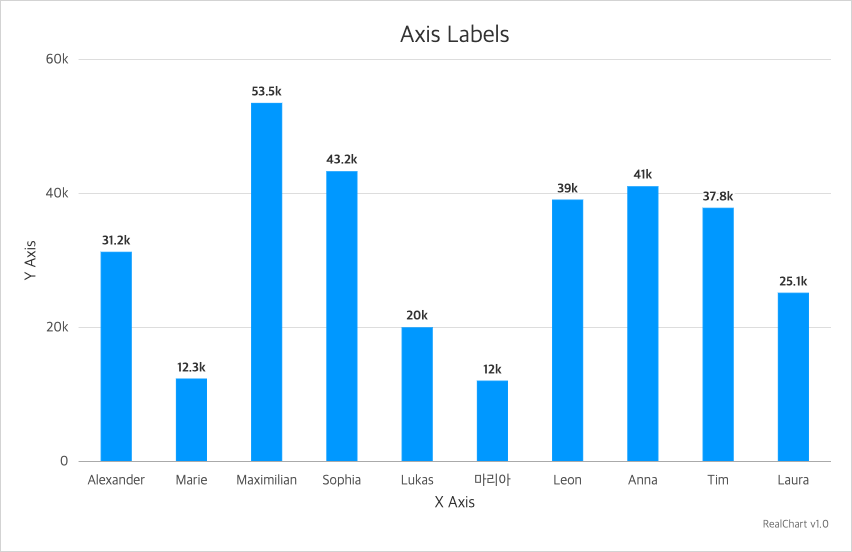 Axis Labels
60k
53.5k
43.2k
41k
39k
40k
37.8k
31.2k
25.1k
Y Axis
20k
20k
12.3k
12k
0
Alexander Marie Maximilian Sophia Lukas 마리아 Leon Anna Tim Laura
X Axis
RealChart v1.0